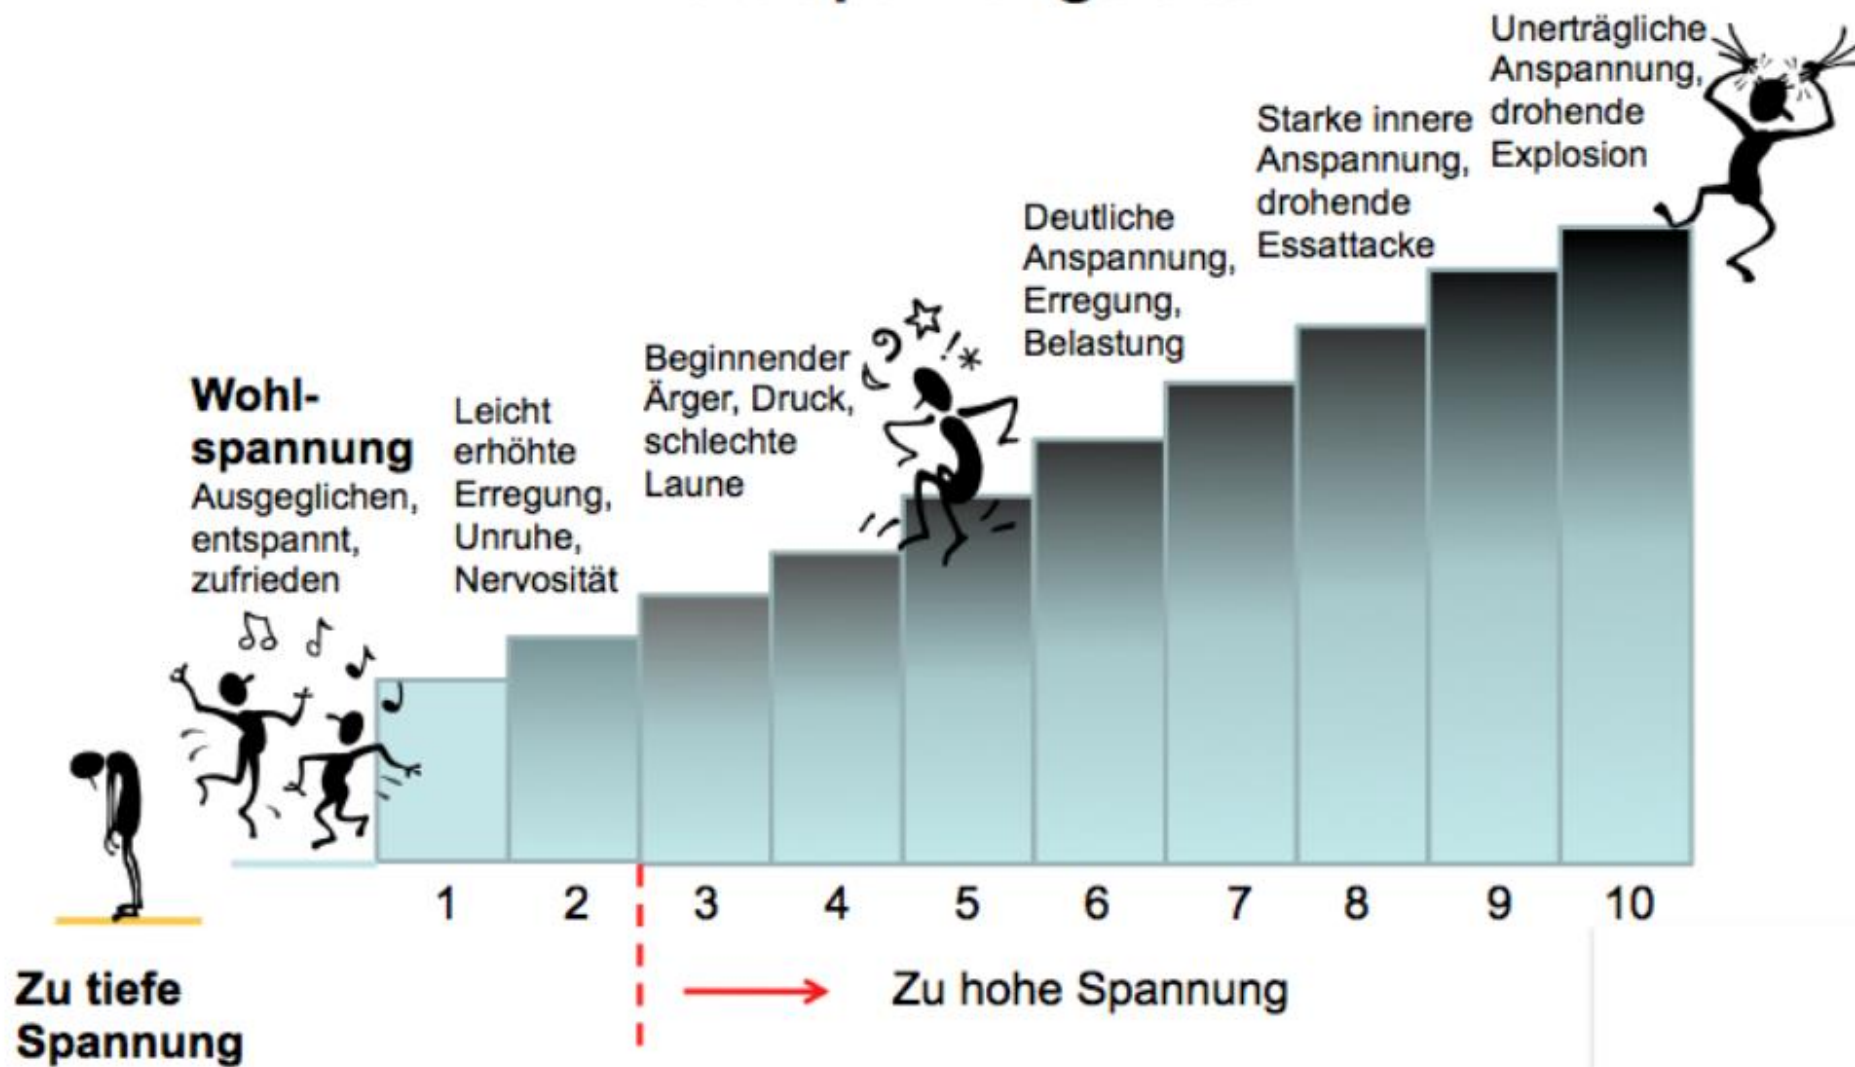 Unerträgliche
Anspannung,
drohende
Explosion
Starke innere
Anspannung,
drohende
Essattacke
Deutliche
Anspannung,
Erregung,
Belastung
Beginnender
Ärger, Druck,
schlechte
Laune
Leicht
erhöhte
Erregung,
Unruhe,
Nervosität
Wohl-
spannung
Ausgeglichen,
entspannt,
zufrieden
1 2 3 4 5 6 7 8 9 10
Zu tiefe
Spannung
Zu hohe Spannung